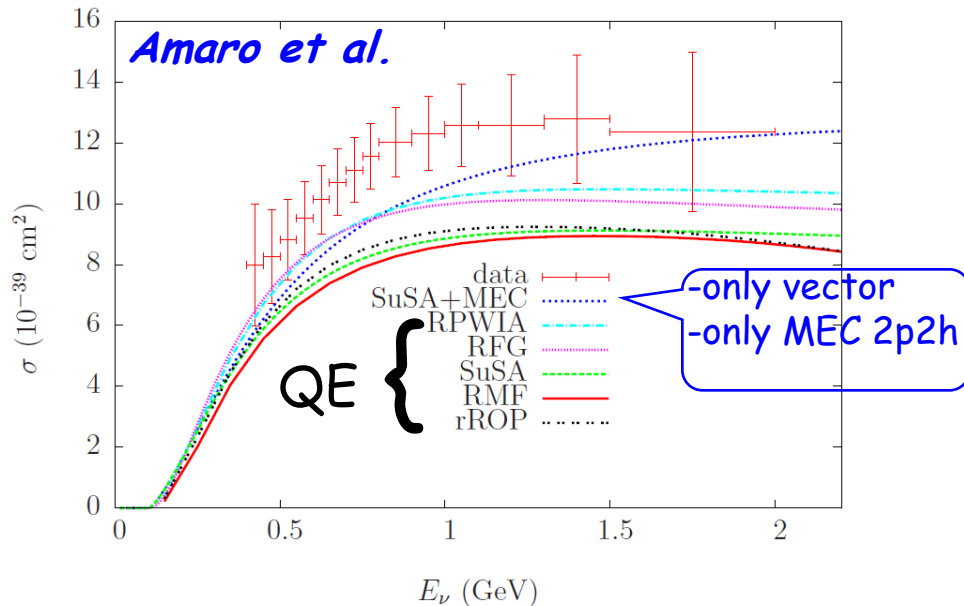 Amaro et al.
16
14
12
10
8
6
4
2
0
σ (10⁻³⁹ cm²)
data
SuSA+MEC
RPWIA
RFG
SuSA
RMF
rROP
QE {
-only vector
-only MEC 2p2h
0 0.5 1 1.5 2
E_ν (GeV)